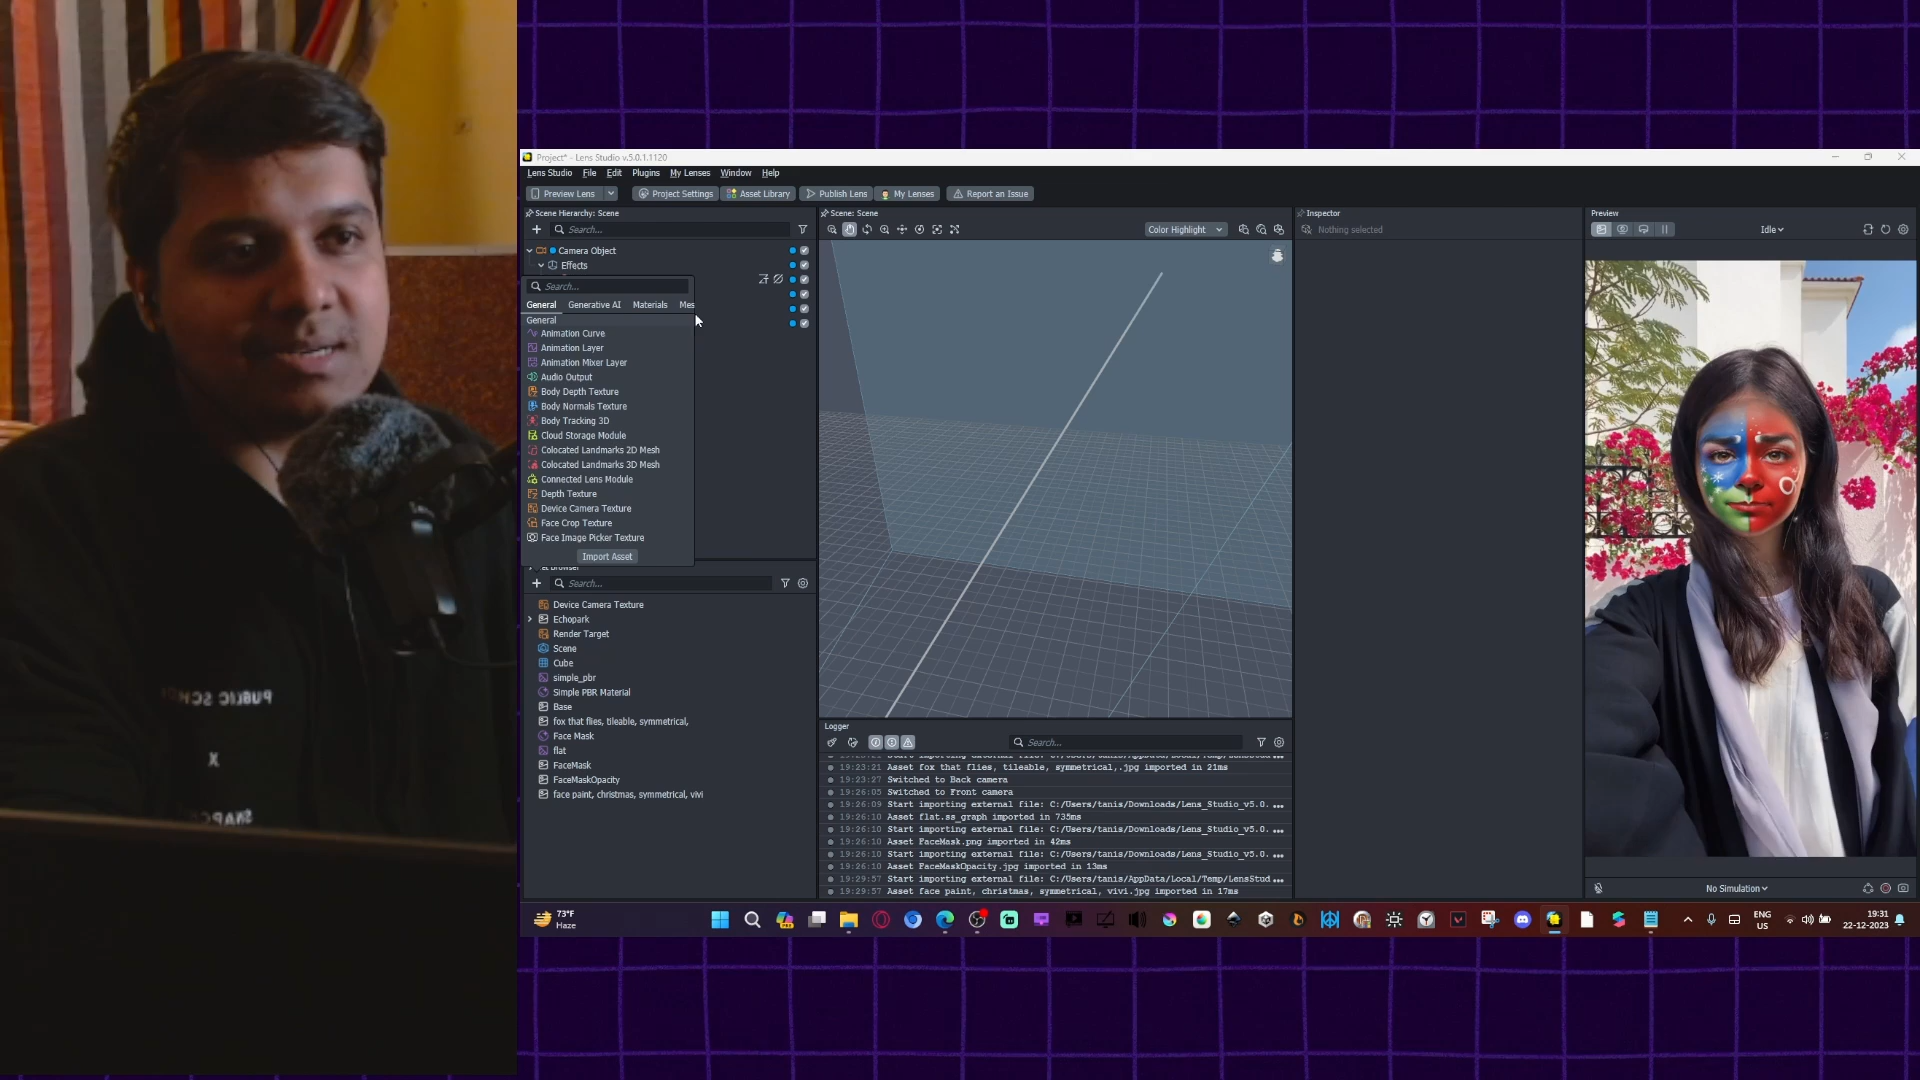 Project* - Lens Studio v.5.0.1.1120
Lens Studio File Edit Plugins My Lenses Window Help
Preview Lens Project Settings Asset Library Publish Lens My Lenses Report an Issue
Scene Hierarchy: Scene
Search...
Camera Object
Effects
Search...
General Generative AI Materials Mes
General
Animation Curve
Animation Layer
Animation Mixer Layer
Audio Output
Body Depth Texture
Body Normals Texture
Body Tracking 3D
Cloud Storage Module
Colocated Landmarks 2D Mesh
Colocated Landmarks 3D Mesh
Connected Lens Module
Depth Texture
Device Camera Texture
Face Crop Texture
Face Image Picker Texture
Import Asset
Search...
Device Camera Texture
Echopark
Render Target
Scene
Cube
simple_pbr
Simple PBR Material
Base
fox that flies, tileable, symmetrical,
Face Mask
flat
FaceMask
FaceMaskOpacity
face paint, christmas, symmetrical, vivi
Scene: Scene
Color Highlight
Logger
Search...
19:23:21 Asset fox that flies, tileable, symmetrical,.jpg imported in 21ms
19:23:27 Switched to Back camera
19:26:05 Switched to Front camera
19:26:09 Start importing external file: C:/Users/tanis/Downloads/Lens_Studio_v5.0. ...
19:26:10 Asset flat.ss_graph imported in 735ms
19:26:10 Start importing external file: C:/Users/tanis/Downloads/Lens_Studio_v5.0. ...
19:26:10 Asset FaceMask.png imported in 42ms
19:26:10 Start importing external file: C:/Users/tanis/Downloads/Lens_Studio_v5.0. ...
19:26:10 Asset FaceMaskOpacity.jpg imported in 13ms
19:29:57 Start importing external file: C:/Users/tanis/AppData/Local/Temp/LensStud ...
19:29:57 Asset face paint, christmas, symmetrical, vivi.jpg imported in 17ms
Inspector
Nothing selected
Preview
Idle
No Simulation
73°F
Haze
ENG
US
19:31
22-12-2023
PUBLIC SCH
X